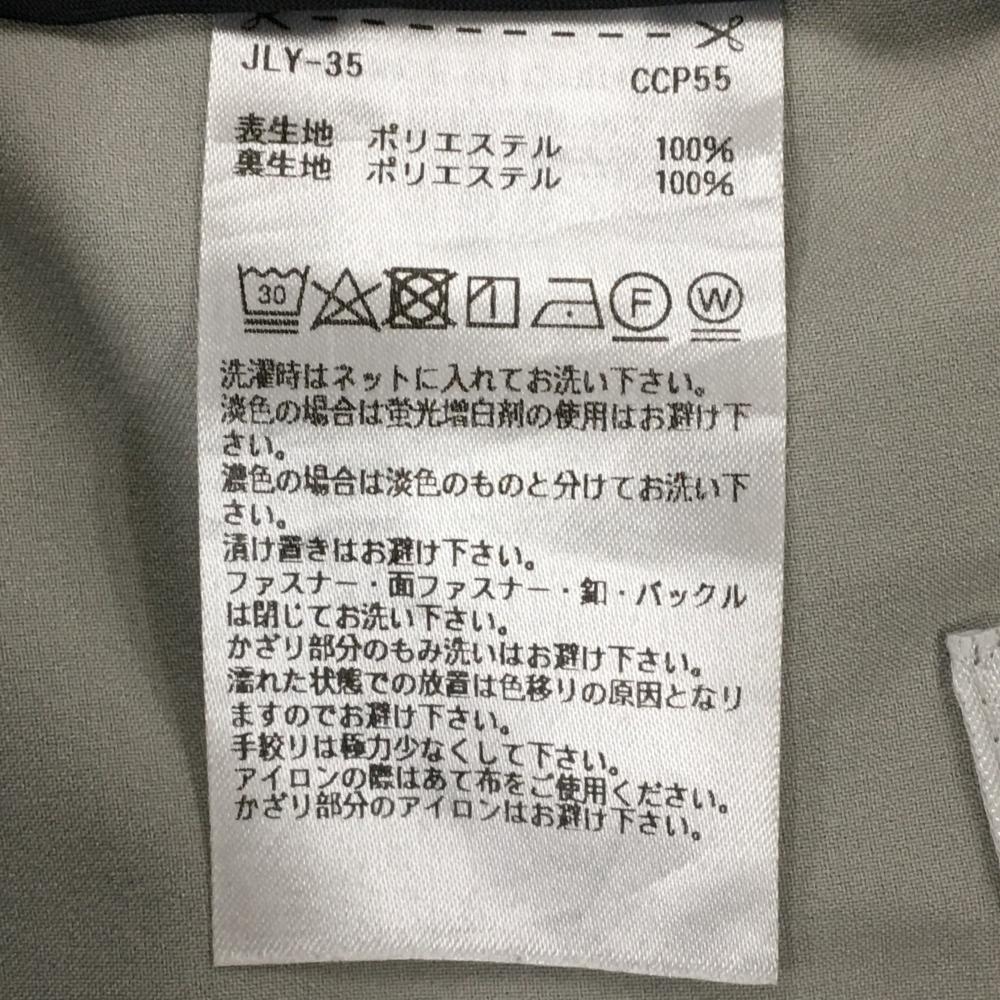 JLY-35 CCP55
表生地 ポリエステル 100%
裏生地 ポリエステル 100%
30 F W
洗濯時はネットに入れてお洗い下さい。
淡色の場合は蛍光増白剤の使用はお避け下
さい。
濃色の場合は淡色のものと分けてお洗い下
さい。
漬け置きはお避け下さい。
ファスナー・面ファスナー・釦・バックル
は閉じてお洗い下さい。
かざり部分のもみ洗いはお避け下さい。
濡れた状態での放置は色移りの原因となり
ますのでお避け下さい。
手絞りは極力少なくして下さい。
アイロンの際はあて布をご使用ください。
かざり部分のアイロンはお避け下さい。